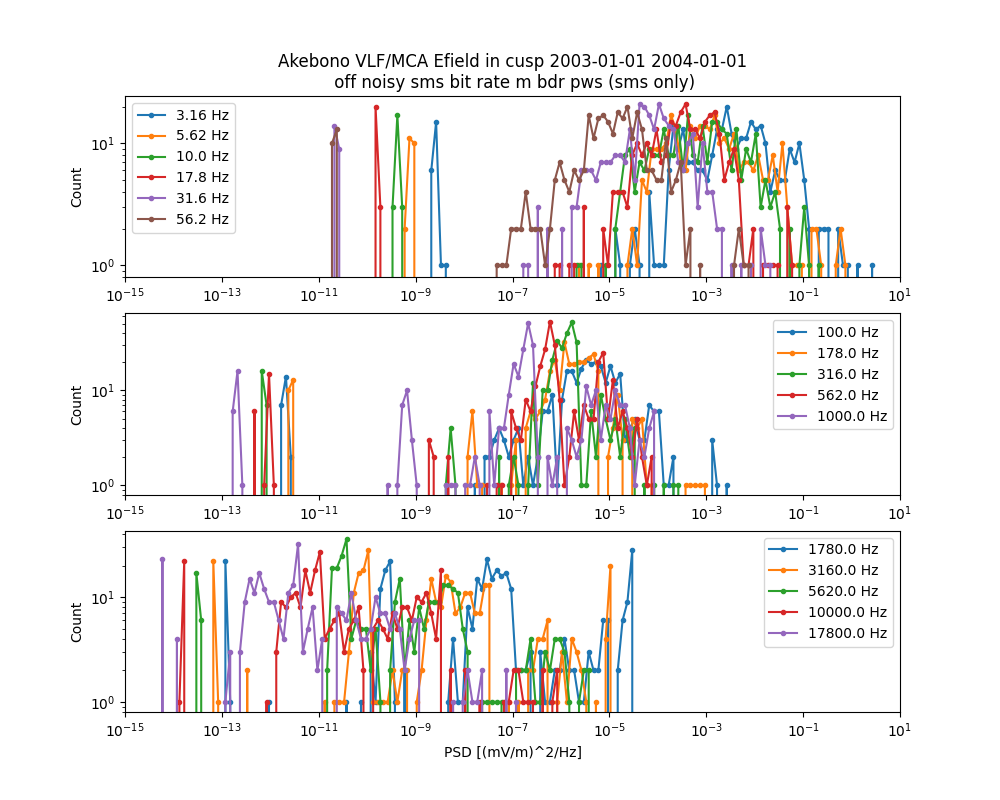 Akebono VLF/MCA Efield in cusp 2003-01-01 2004-01-01
off noisy sms bit rate m bdr pws (sms only)
Count
10^1
10^0
3.16 Hz
5.62 Hz
10.0 Hz
17.8 Hz
31.6 Hz
56.2 Hz
10^−15 10^−13 10^−11 10^−9 10^−7 10^−5 10^−3 10^−1 10^1
Count
10^1
10^0
100.0 Hz
178.0 Hz
316.0 Hz
562.0 Hz
1000.0 Hz
10^−15 10^−13 10^−11 10^−9 10^−7 10^−5 10^−3 10^−1 10^1
Count
10^1
10^0
1780.0 Hz
3160.0 Hz
5620.0 Hz
10000.0 Hz
17800.0 Hz
10^−15 10^−13 10^−11 10^−9 10^−7 10^−5 10^−3 10^−1 10^1
PSD [(mV/m)^2/Hz]